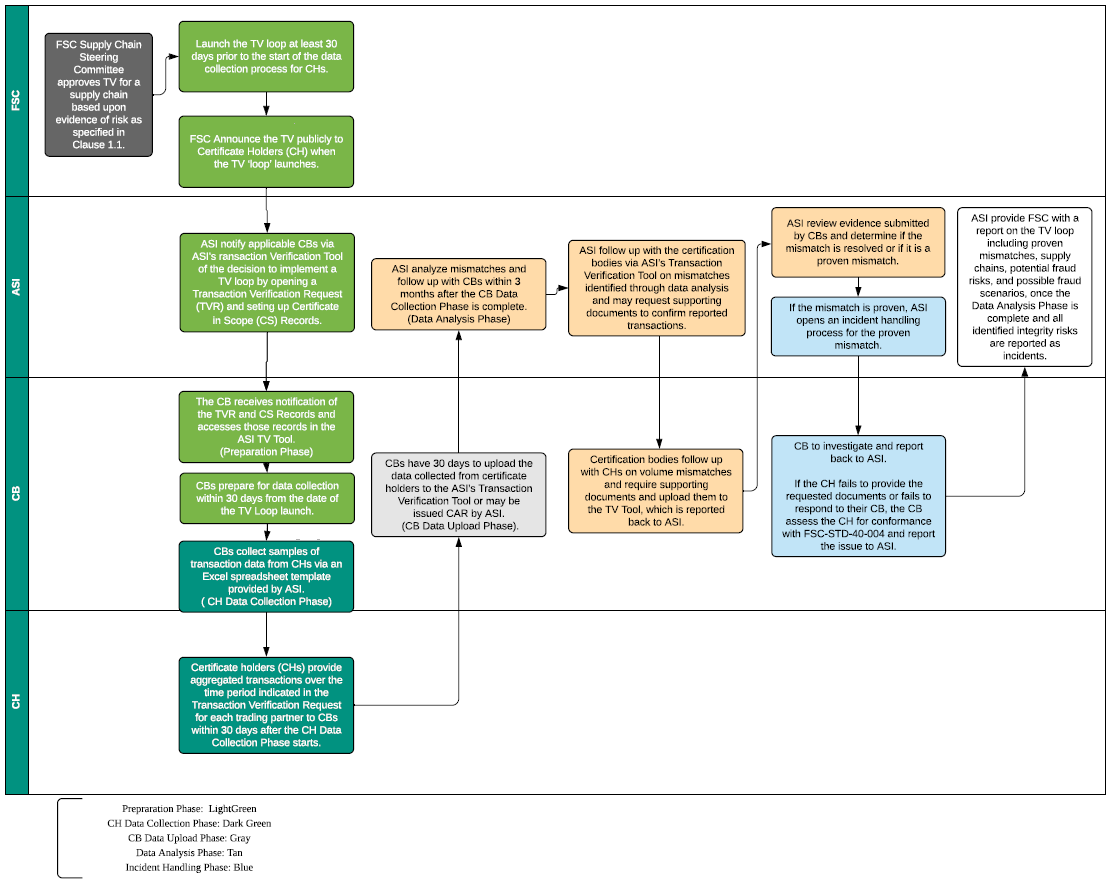 FSC
FSC Supply Chain
Steering
Committee
approves TV for a
supply chain
based upon
evidence of risk as
specified in
Clause 1.1.
Launch the TV loop at least 30
days prior to the start of the data
collection process for CHs.
FSC Announce the TV publicly to
Certificate Holders (CH) when
the TV ‘loop’ launches.
ASI
ASI notify applicable CBs via
ASI's ransaction Verification Tool
of the decision to implement a
TV loop by opening a
Transaction Verification Request
(TVR) and seting up Certificate
in Scope (CS) Records.
ASI analyze mismatches and
follow up with CBs within 3
months after the CB Data
Collection Phase is complete.
(Data Analysis Phase)
ASI follow up with the certification
bodies via ASI's Transaction
Verification Tool on mismatches
identified through data analysis
and may request supporting
documents to confirm reported
transactions.
ASI review evidence submitted
by CBs and determine if the
mismatch is resolved or if it is a
proven mismatch.
If the mismatch is proven, ASI
opens an incident handling
process for the proven
mismatch.
ASI provide FSC with a
report on the TV loop
including proven
mismatches, supply
chains, potential fraud
risks, and possible fraud
scenarios, once the
Data Analysis Phase is
complete and all
identified integrity risks
are reported as
incidents.
CB
The CB receives notification of
the TVR and CS Records and
accesses those records in the
ASI TV Tool.
(Preparation Phase)
CBs prepare for data collection
within 30 days from the date of
the TV Loop launch.
CBs collect samples of
transaction data from CHs via an
Excel spreadsheet template
provided by ASI.
( CH Data Collection Phase)
CBs have 30 days to upload the
data collected from certificate
holders to the ASI's Transaction
Verification Tool or may be
issued CAR by ASI.
(CB Data Upload Phase).
Certification bodies follow up
with CHs on volume mismatches
and require supporting
documents and upload them to
the TV Tool, which is reported
back to ASI.
CB to investigate and report
back to ASI.
If the CH fails to provide the
requested documents or fails to
respond to their CB, the CB
assess the CH for conformance
with FSC-STD-40-004 and report
the issue to ASI.
CH
Certificate holders (CHs) provide
aggregated transactions over the
time period indicated in the
Transaction Verification Request
for each trading partner to CBs
within 30 days after the CH Data
Collection Phase starts.
Prepraration Phase: LightGreen
CH Data Collection Phase: Dark Green
CB Data Upload Phase: Gray
Data Analysis Phase: Tan
Incident Handling Phase: Blue